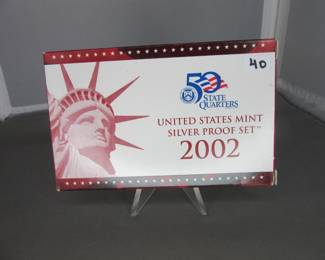 50
40
STATE
QUARTERS
UNITED STATES MINT
SILVER PROOF SET™
2002